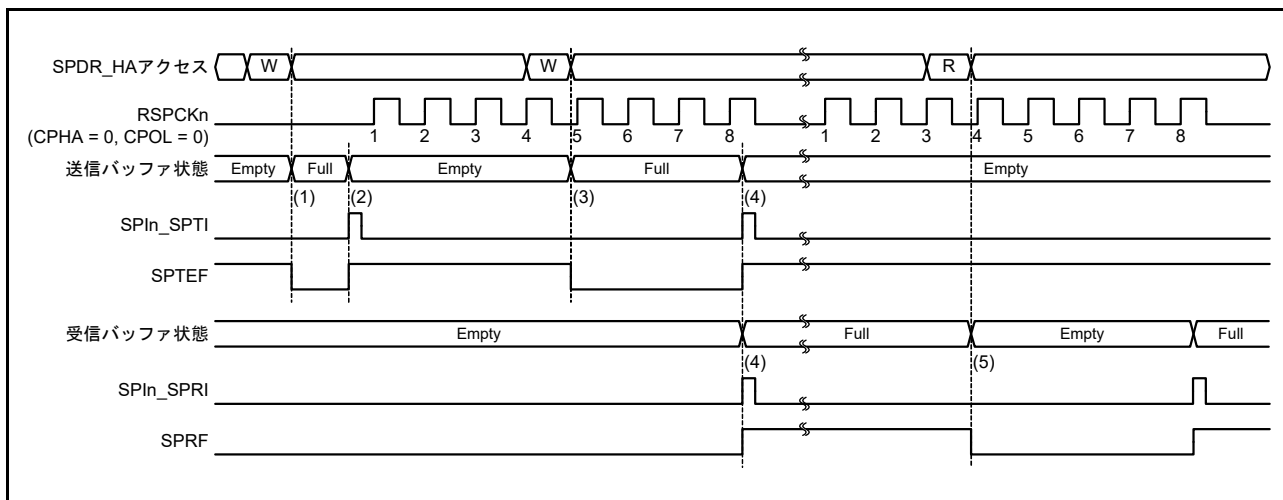 SPDR_HAアクセス W W R
RSPCKn
(CPHA = 0, CPOL = 0)
1 2 3 4 5 6 7 8 1 2 3 4 5 6 7 8
送信バッファ状態 Empty Full Empty Full Empty
(1) (2) (3) (4)
SPIn_SPTI
SPTEF
受信バッファ状態 Empty Full Empty Full
(4) (5)
SPIn_SPRI
SPRF